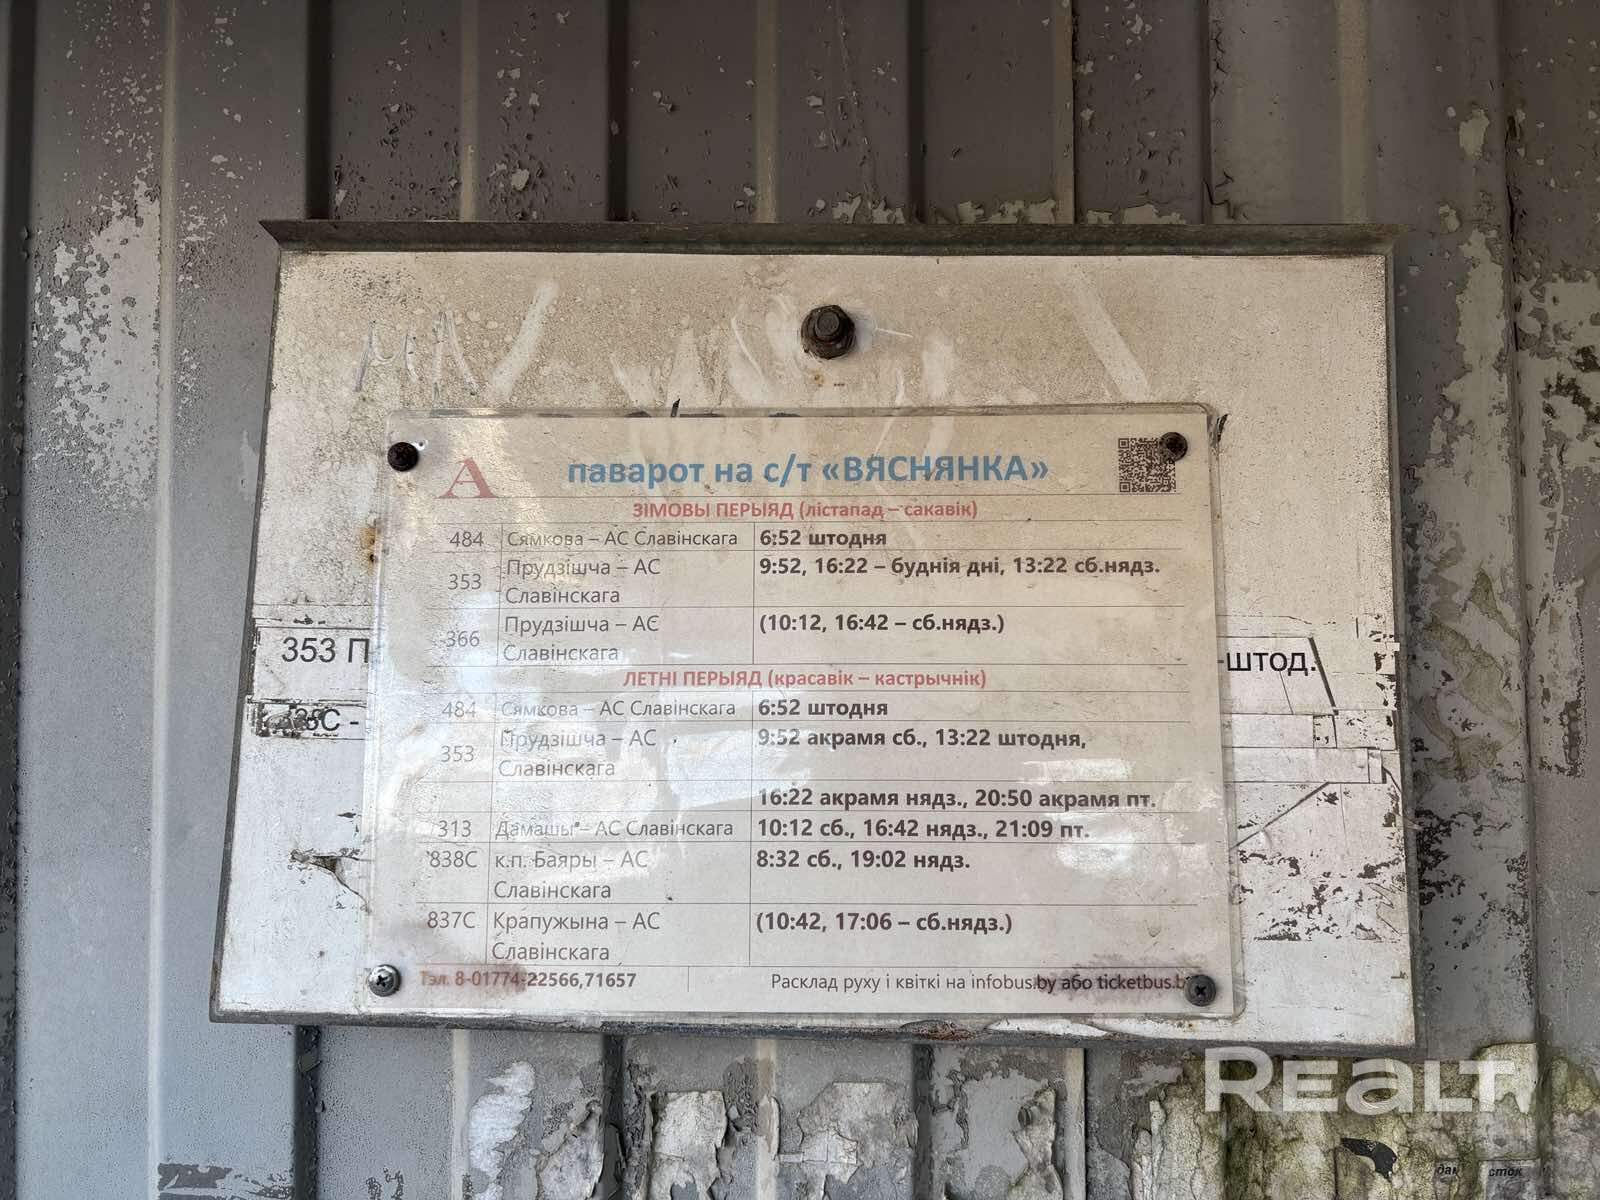 А
паварот на с/т «ВЯСНЯНКА»
ЗІМОВЫ ПЕРЫЯД (лістапад – сакавік)
484 Сямкова – АС Славінскага 6:52 штодня
353 Прудзішча – АС Славінскага 9:52, 16:22 – буднія дні, 13:22 сб.нядз.
366 Прудзішча – АС Славінскага (10:12, 16:42 – сб.нядз.)
ЛЕТНІ ПЕРЫЯД (красавік – кастрычнік)
484 Сямкова – АС Славінскага 6:52 штодня
353 Прудзішча – АС Славінскага 9:52 акрамя сб., 13:22 штодня,
16:22 акрамя нядз., 20:50 акрамя пт.
313 Дамашы – АС Славінскага 10:12 сб., 16:42 нядз., 21:09 пт.
838С к.п. Баяры – АС Славінскага 8:32 сб., 19:02 нядз.
837С Крапужына – АС Славінскага (10:42, 17:06 – сб.нядз.)
Тэл. 8-01774-22566,71657 Расклад руху і квіткі на infobus.by або ticketbus.b
353 П
-штод.
REALT